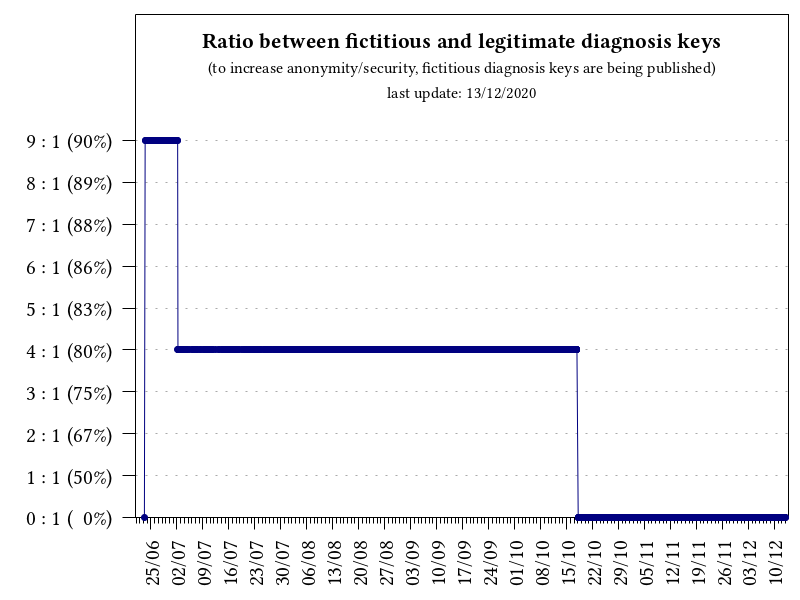 Ratio between fictitious and legitimate diagnosis keys
(to increase anonymity/security, fictitious diagnosis keys are being published)
last update: 13/12/2020
9 : 1 (90%)
8 : 1 (89%)
7 : 1 (88%)
6 : 1 (86%)
5 : 1 (83%)
4 : 1 (80%)
3 : 1 (75%)
2 : 1 (67%)
1 : 1 (50%)
0 : 1 (  0%)
25/06
02/07
09/07
16/07
23/07
30/07
06/08
13/08
20/08
27/08
03/09
10/09
17/09
24/09
01/10
08/10
15/10
22/10
29/10
05/11
12/11
19/11
26/11
03/12
10/12